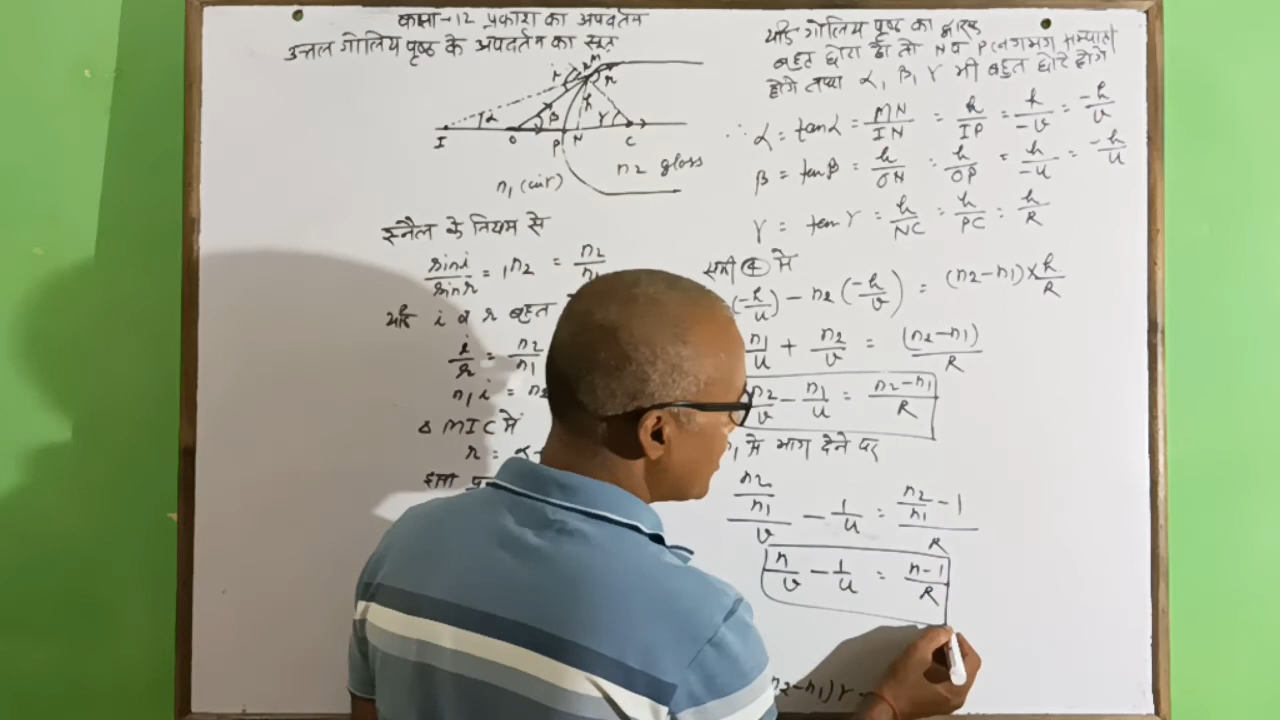 कक्षा-12 प्रकाश का अपवर्तन
उत्तल गोलिय पृष्ठ के अपवर्तन का सूत्र
i r M r
α β h γ
I O P N C
n1 (air) n2 glass
स्नैल के नियम से
sin i / sin r = 1n2 = n2/n1
यदि i व r बहुत
i/r = n2/n1
n1 i = n2
Δ MIC में
r = α
यदि गोलिय पृष्ठ का
बहुत छोटा हो तो N व P लगभग
होंगे तथा α, β, γ भी बहुत छोटे होंगे
∴ α = tanα = MN/IN = h/IP = h/-v = -h/v
β = tanβ = h/ON = h/OP = h/-u = -h/u
γ = tanγ = h/NC = h/PC = h/R
समी ④ में
(-h/u) - n2 (-h/v) = (n2-n1) × h/R
n1/u + n2/v = (n2-n1)/R
n2/v - n1/u = n2-n1/R
n1 से भाग देने पर
n2/n1/v - 1/u = n2/n1 - 1/R
n/v - 1/u = n-1/R
n2-n1)γ